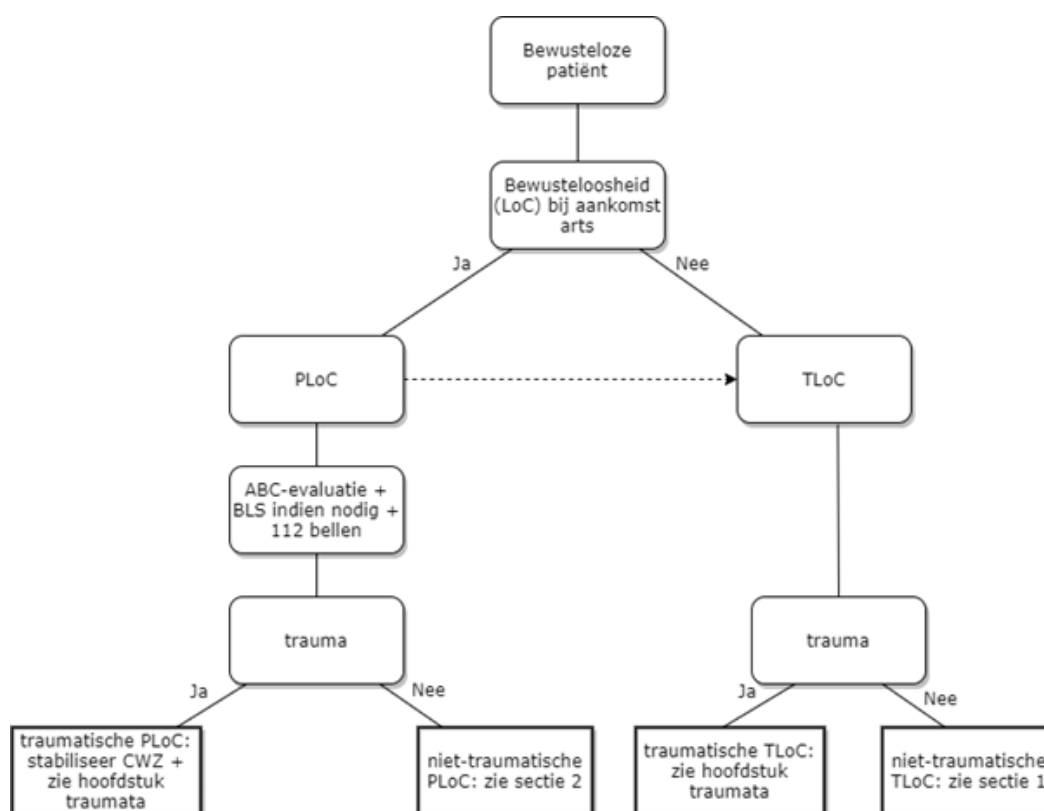 Bewusteloze
patiënt
Bewusteloosheid
(LoC) bij aankomst
arts
Ja
Nee
PLoC
TLoC
ABC-evaluatie +
BLS indien nodig +
112 bellen
trauma
trauma
Ja
Nee
Ja
Nee
traumatische PLoC:
stabiliseer CWZ +
zie hoofdstuk
traumata
niet-traumatische
PLoC: zie sectie 2
traumatische TLoC:
zie hoofdstuk
traumata
niet-traumatische
TLoC: zie sectie 1